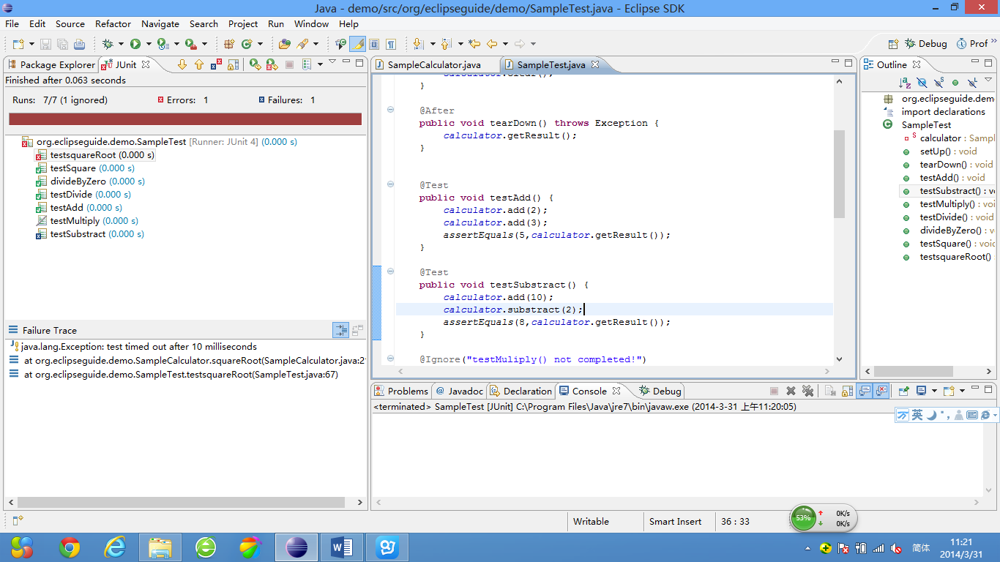 Java - demo/src/org/eclipseguide/demo/SampleTest.java - Eclipse SDK
File Edit Source Refactor Navigate Search Project Run Window Help
Debug Prof
Package Explorer JUnit
Finished after 0.063 seconds
Runs: 7/7 (1 ignored) Errors: 1 Failures: 1
org.eclipseguide.demo.SampleTest [Runner: JUnit 4] (0.000 s)
testsquareRoot (0.000 s)
testSquare (0.000 s)
divideByZero (0.000 s)
testDivide (0.000 s)
testAdd (0.000 s)
testMultiply (0.000 s)
testSubstract (0.000 s)
Failure Trace
java.lang.Exception: test timed out after 10 milliseconds
at org.eclipseguide.demo.SampleCalculator.squareRoot(SampleCalculator.java:2
at org.eclipseguide.demo.SampleTest.testsquareRoot(SampleTest.java:67)
SampleCalculator.java SampleTest.java
}
@After
public void tearDown() throws Exception {
calculator.getResult();
}
@Test
public void testAdd() {
calculator.add(2);
calculator.add(3);
assertEquals(5,calculator.getResult());
}
@Test
public void testSubstract() {
calculator.add(10);
calculator.substract(2);
assertEquals(8,calculator.getResult());
}
@Ignore("testMuliply() not completed!")
Outline
org.eclipseguide.dem
import declarations
SampleTest
calculator : Sampl
setUp() : void
tearDown() : void
testAdd() : void
testSubstract() : v
testMultiply() : voi
testDivide() : void
divideByZero() : v
testSquare() : voic
testsquareRoot()
Problems @ Javadoc Declaration Console Debug
<terminated> SampleTest [JUnit] C:\Program Files\Java\jre7\bin\javaw.exe (2014-3-31 上午11:20:05)
英
Writable Smart Insert 36 : 33
53% 0K/s
0K/s
简体 11:21
2014/3/31